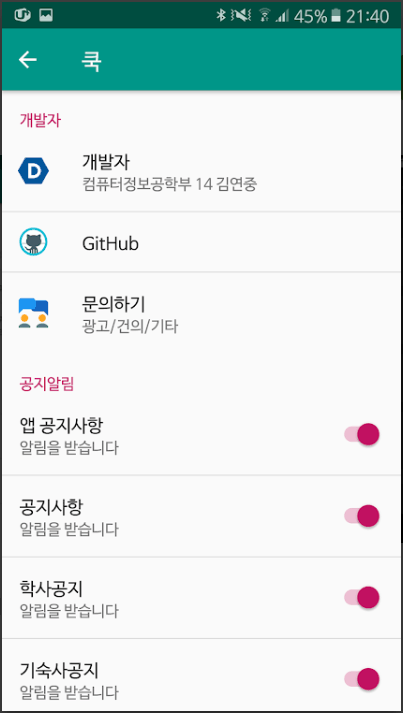 45% 21:40
쿡
개발자
개발자
컴퓨터정보공학부 14 김연중
GitHub
문의하기
광고/건의/기타
공지알림
앱 공지사항
알림을 받습니다
공지사항
알림을 받습니다
학사공지
알림을 받습니다
기숙사공지
알림을 받습니다